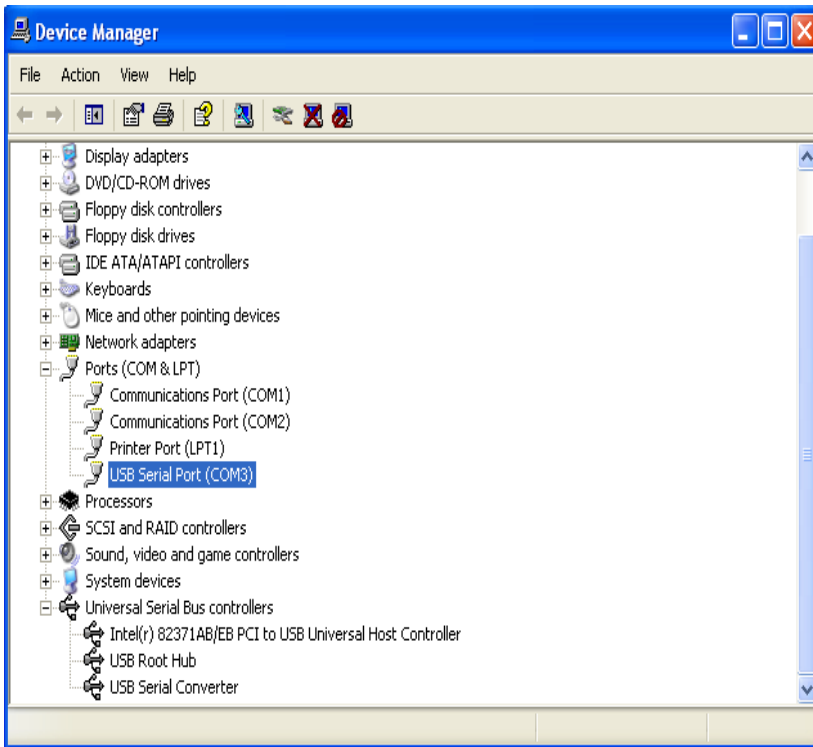 Device Manager
File Action View Help
Display adapters
DVD/CD-ROM drives
Floppy disk controllers
Floppy disk drives
IDE ATA/ATAPI controllers
Keyboards
Mice and other pointing devices
Network adapters
Ports (COM & LPT)
Communications Port (COM1)
Communications Port (COM2)
Printer Port (LPT1)
USB Serial Port (COM3)
Processors
SCSI and RAID controllers
Sound, video and game controllers
System devices
Universal Serial Bus controllers
Intel(r) 82371AB/EB PCI to USB Universal Host Controller
USB Root Hub
USB Serial Converter